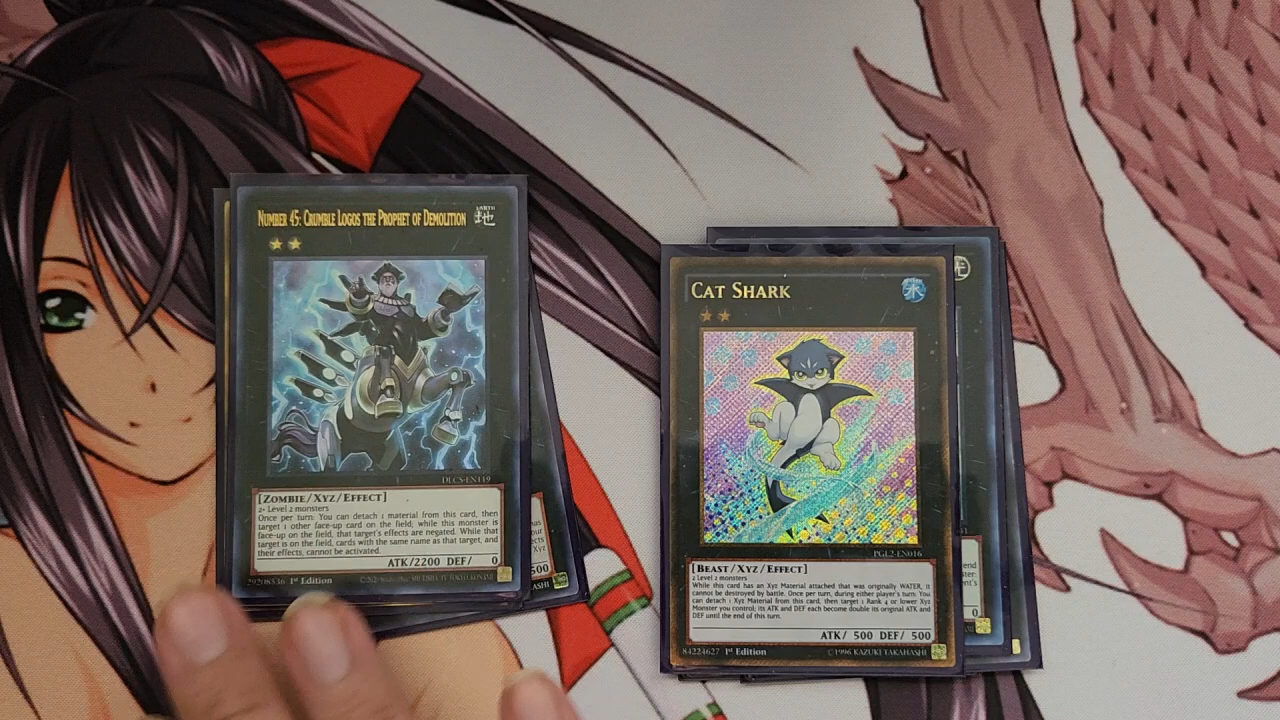 NUMBER 45: CRUMBLE LOGOS THE PROPHET OF DEMOLITION
EARTH
地
DLCS-EN119
[ZOMBIE/XYZ/EFFECT]
2+ Level 2 monsters
Once per turn: You can detach 1 material from this card, then
target 1 other face-up card on the field; while this monster is
face-up on the field, that target's effects are negated. While that
target is on the field, cards with the same name as that target, and
their effects, cannot be activated.
ATK/2200 DEF/ 0
1st Edition
500
CAT SHARK
水
PGL2-EN016
[BEAST/XYZ/EFFECT]
2 Level 2 monsters
While this card has an Xyz Material attached that was originally WATER, it
cannot be destroyed by battle. Once per turn, during either player's turn: You
can detach 1 Xyz Material from this card, then target 1 Rank 4 or lower Xyz
Monster you control; its ATK and DEF each become double its original ATK and
DEF until the end of this turn.
ATK/ 500 DEF/ 500
84224627 1st Edition ©1996 KAZUKI TAKAHASHI
0